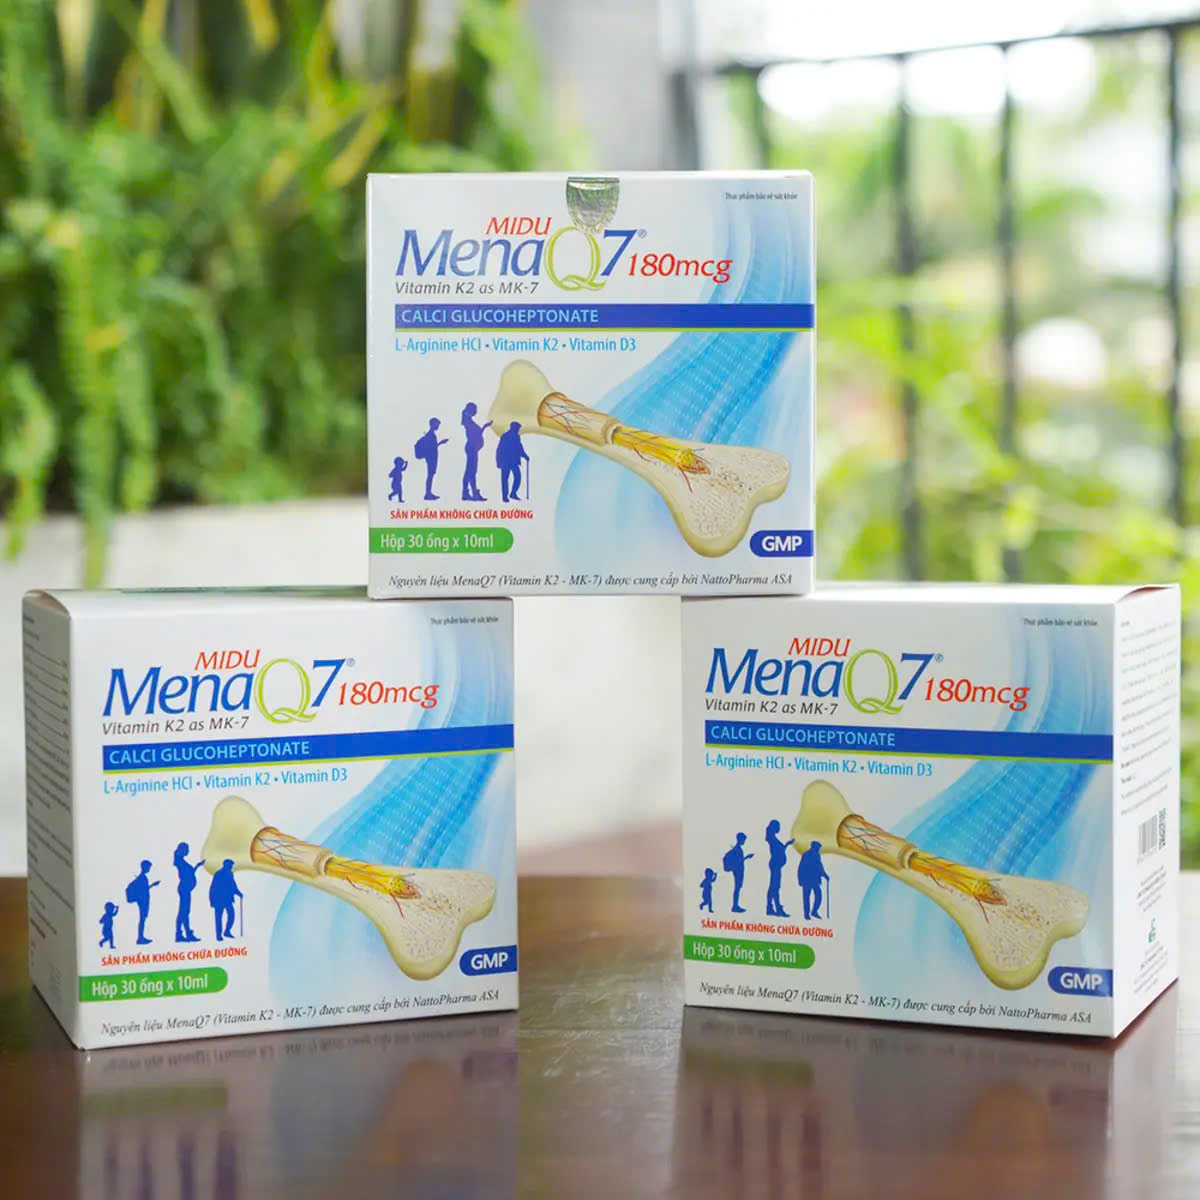 Thực phẩm bảo vệ sức khỏe
MIDU
MenaQ7® 180mcg
Vitamin K2 as MK-7
CALCI GLUCOHEPTONATE
L-Arginine HCl • Vitamin K2 • Vitamin D3
SẢN PHẨM KHÔNG CHỨA ĐƯỜNG
Hộp 30 ống x 10ml
GMP
Nguyên liệu MenaQ7 (Vitamin K2 - MK-7) được cung cấp bởi NattoPharma ASA
Thực phẩm bảo vệ sức khỏe
MIDU
MenaQ7® 180mcg
Vitamin K2 as MK-7
CALCI GLUCOHEPTONATE
L-Arginine HCl • Vitamin K2 • Vitamin D3
SẢN PHẨM KHÔNG CHỨA ĐƯỜNG
Hộp 30 ống x 10ml
GMP
Nguyên liệu MenaQ7 (Vitamin K2 - MK-7) được cung cấp bởi NattoPharma ASA
Thực phẩm bảo vệ sức khỏe
MIDU
MenaQ7® 180mcg
Vitamin K2 as MK-7
CALCI GLUCOHEPTONATE
L-Arginine HCl • Vitamin K2 • Vitamin D3
SẢN PHẨM KHÔNG CHỨA ĐƯỜNG
Hộp 30 ống x 10ml
GMP
Nguyên liệu MenaQ7 (Vitamin K2 - MK-7) được cung cấp bởi NattoPharma ASA